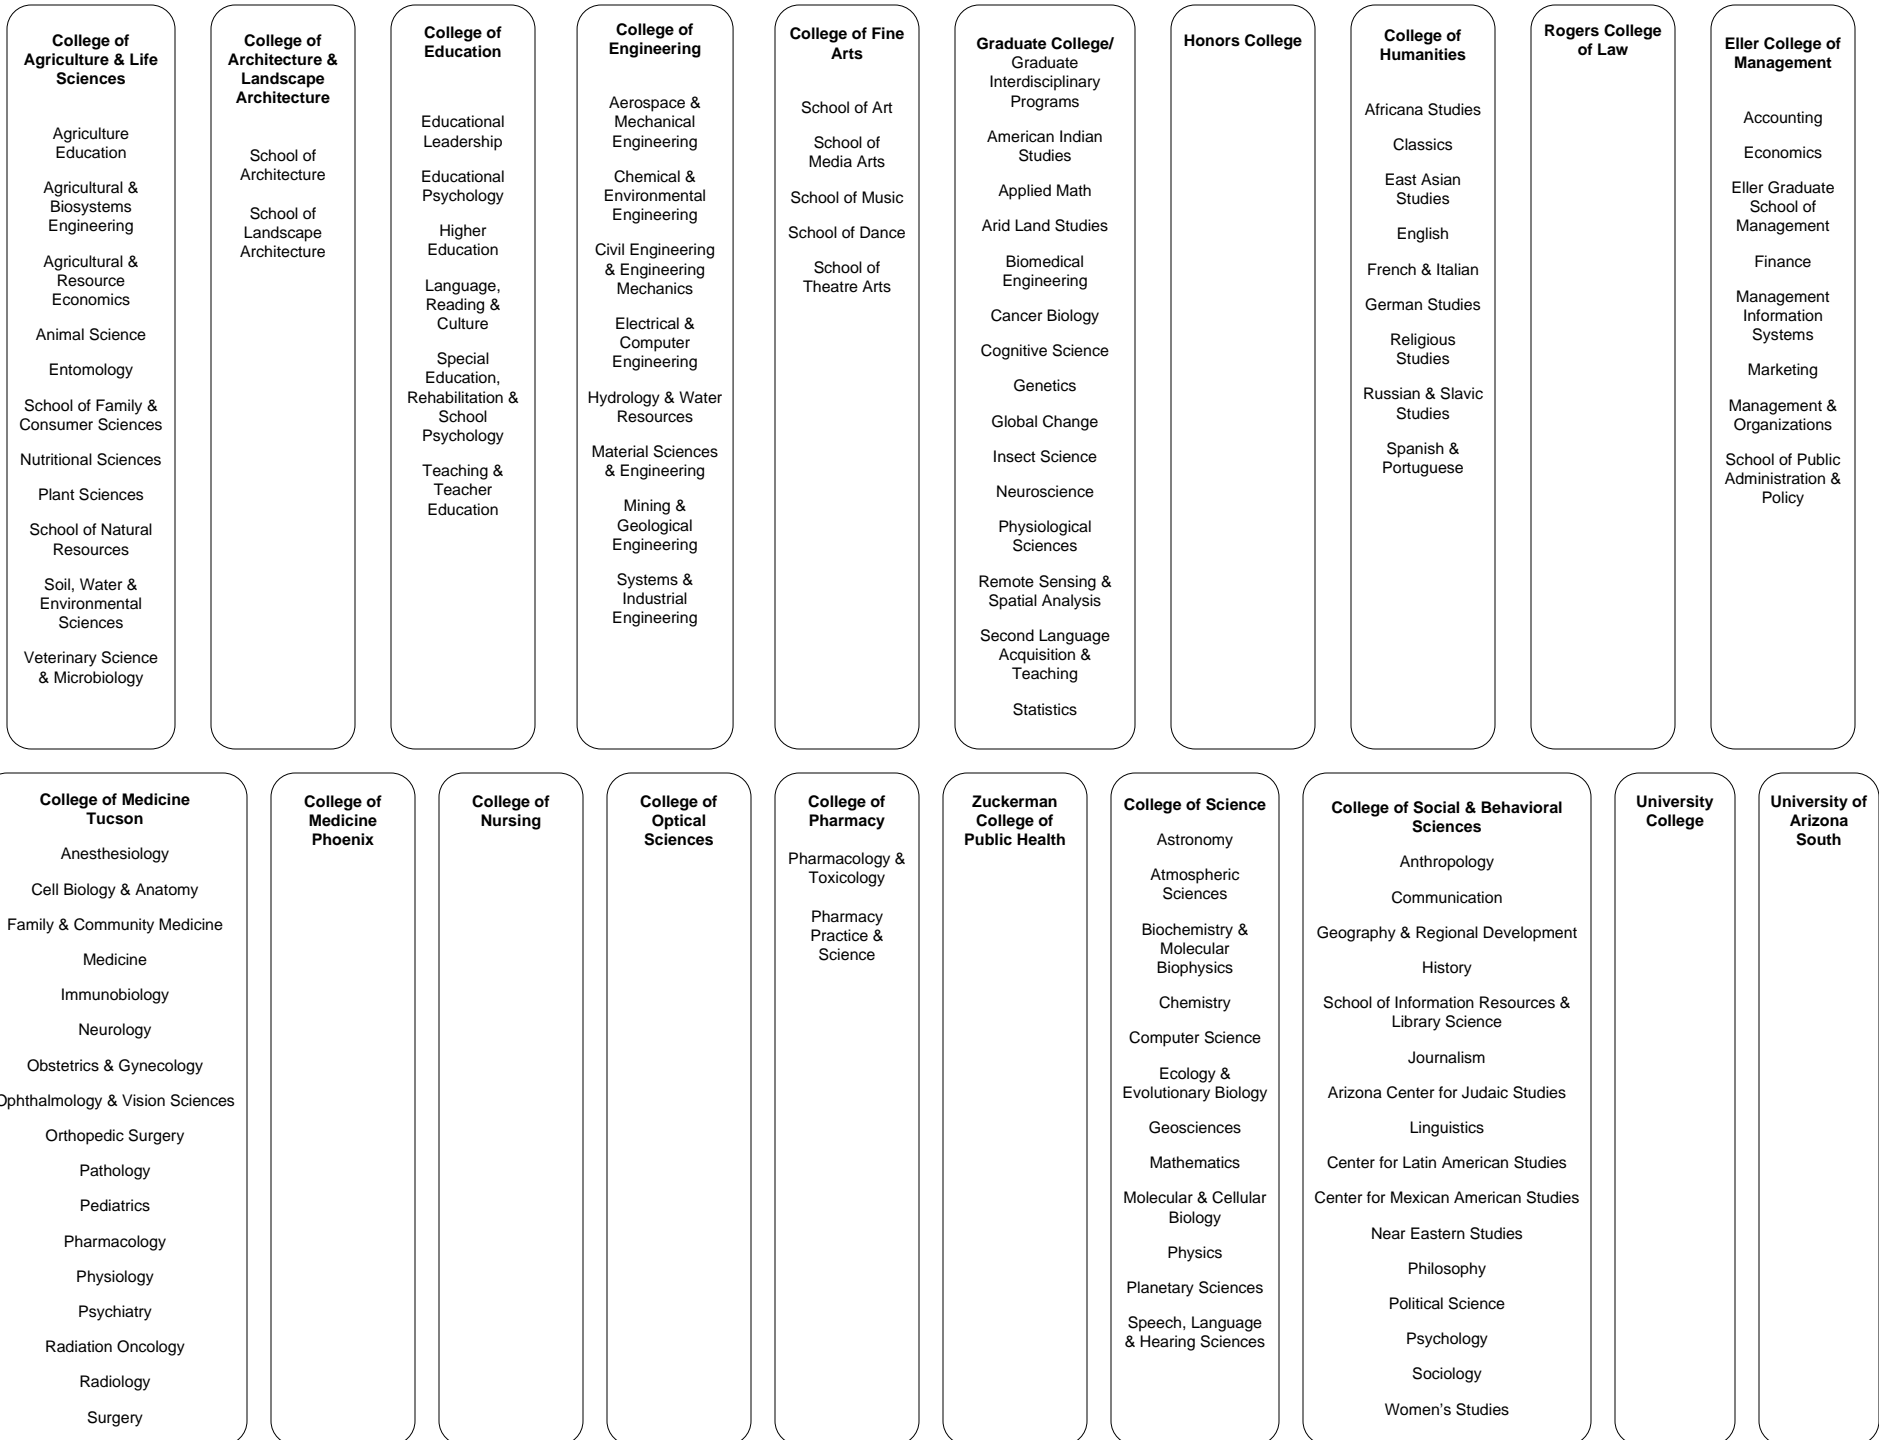 College of
Agriculture & Life
Sciences
Agriculture
Education
Agricultural &
Biosystems
Engineering
Agricultural &
Resource
Economics
Animal Science
Entomology
School of Family &
Consumer Sciences
Nutritional Sciences
Plant Sciences
School of Natural
Resources
Soil, Water &
Environmental
Sciences
Veterinary Science
& Microbiology
College of
Architecture &
Landscape
Architecture
School of
Architecture
School of
Landscape
Architecture
College of
Education
Educational
Leadership
Educational
Psychology
Higher
Education
Language,
Reading &
Culture
Special
Education,
Rehabilitation &
School
Psychology
Teaching &
Teacher
Education
College of
Engineering
Aerospace &
Mechanical
Engineering
Chemical &
Environmental
Engineering
Civil Engineering
& Engineering
Mechanics
Electrical &
Computer
Engineering
Hydrology & Water
Resources
Material Sciences
& Engineering
Mining &
Geological
Engineering
Systems &
Industrial
Engineering
College of Fine
Arts
School of Art
School of
Media Arts
School of Music
School of Dance
School of
Theatre Arts
Graduate College/
Graduate
Interdisciplinary
Programs
American Indian
Studies
Applied Math
Arid Land Studies
Biomedical
Engineering
Cancer Biology
Cognitive Science
Genetics
Global Change
Insect Science
Neuroscience
Physiological
Sciences
Remote Sensing &
Spatial Analysis
Second Language
Acquisition &
Teaching
Statistics
Honors College
College of
Humanities
Africana Studies
Classics
East Asian
Studies
English
French & Italian
German Studies
Religious
Studies
Russian & Slavic
Studies
Spanish &
Portuguese
Rogers College
of Law
Eller College of
Management
Accounting
Economics
Eller Graduate
School of
Management
Finance
Management
Information
Systems
Marketing
Management &
Organizations
School of Public
Administration &
Policy
College of Medicine
Tucson
Anesthesiology
Cell Biology & Anatomy
Family & Community Medicine
Medicine
Immunobiology
Neurology
Obstetrics & Gynecology
Ophthalmology & Vision Sciences
Orthopedic Surgery
Pathology
Pediatrics
Pharmacology
Physiology
Psychiatry
Radiation Oncology
Radiology
Surgery
College of
Medicine
Phoenix
College of
Nursing
College of
Optical
Sciences
College of
Pharmacy
Pharmacology &
Toxicology
Pharmacy
Practice &
Science
Zuckerman
College of
Public Health
College of Science
Astronomy
Atmospheric
Sciences
Biochemistry &
Molecular
Biophysics
Chemistry
Computer Science
Ecology &
Evolutionary Biology
Geosciences
Mathematics
Molecular & Cellular
Biology
Physics
Planetary Sciences
Speech, Language
& Hearing Sciences
College of Social & Behavioral
Sciences
Anthropology
Communication
Geography & Regional Development
History
School of Information Resources &
Library Science
Journalism
Arizona Center for Judaic Studies
Linguistics
Center for Latin American Studies
Center for Mexican American Studies
Near Eastern Studies
Philosophy
Political Science
Psychology
Sociology
Women's Studies
University
College
University of
Arizona
South